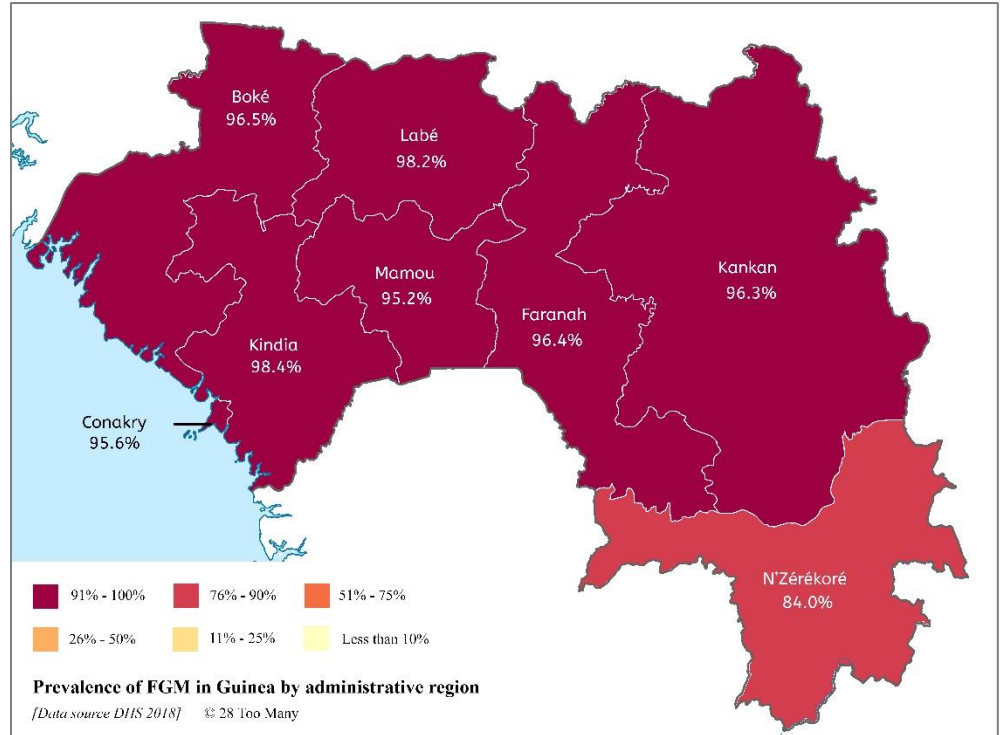 Boké
96.5%
Labé
98.2%
Mamou
95.2%
Kankan
96.3%
Faranah
96.4%
Kindia
98.4%
Conakry
95.6%
N'Zérékoré
84.0%
91% - 100%
76% - 90%
51% - 75%
26% - 50%
11% - 25%
Less than 10%
Prevalence of FGM in Guinea by administrative region
[Data source DHS 2018] © 28 Too Many